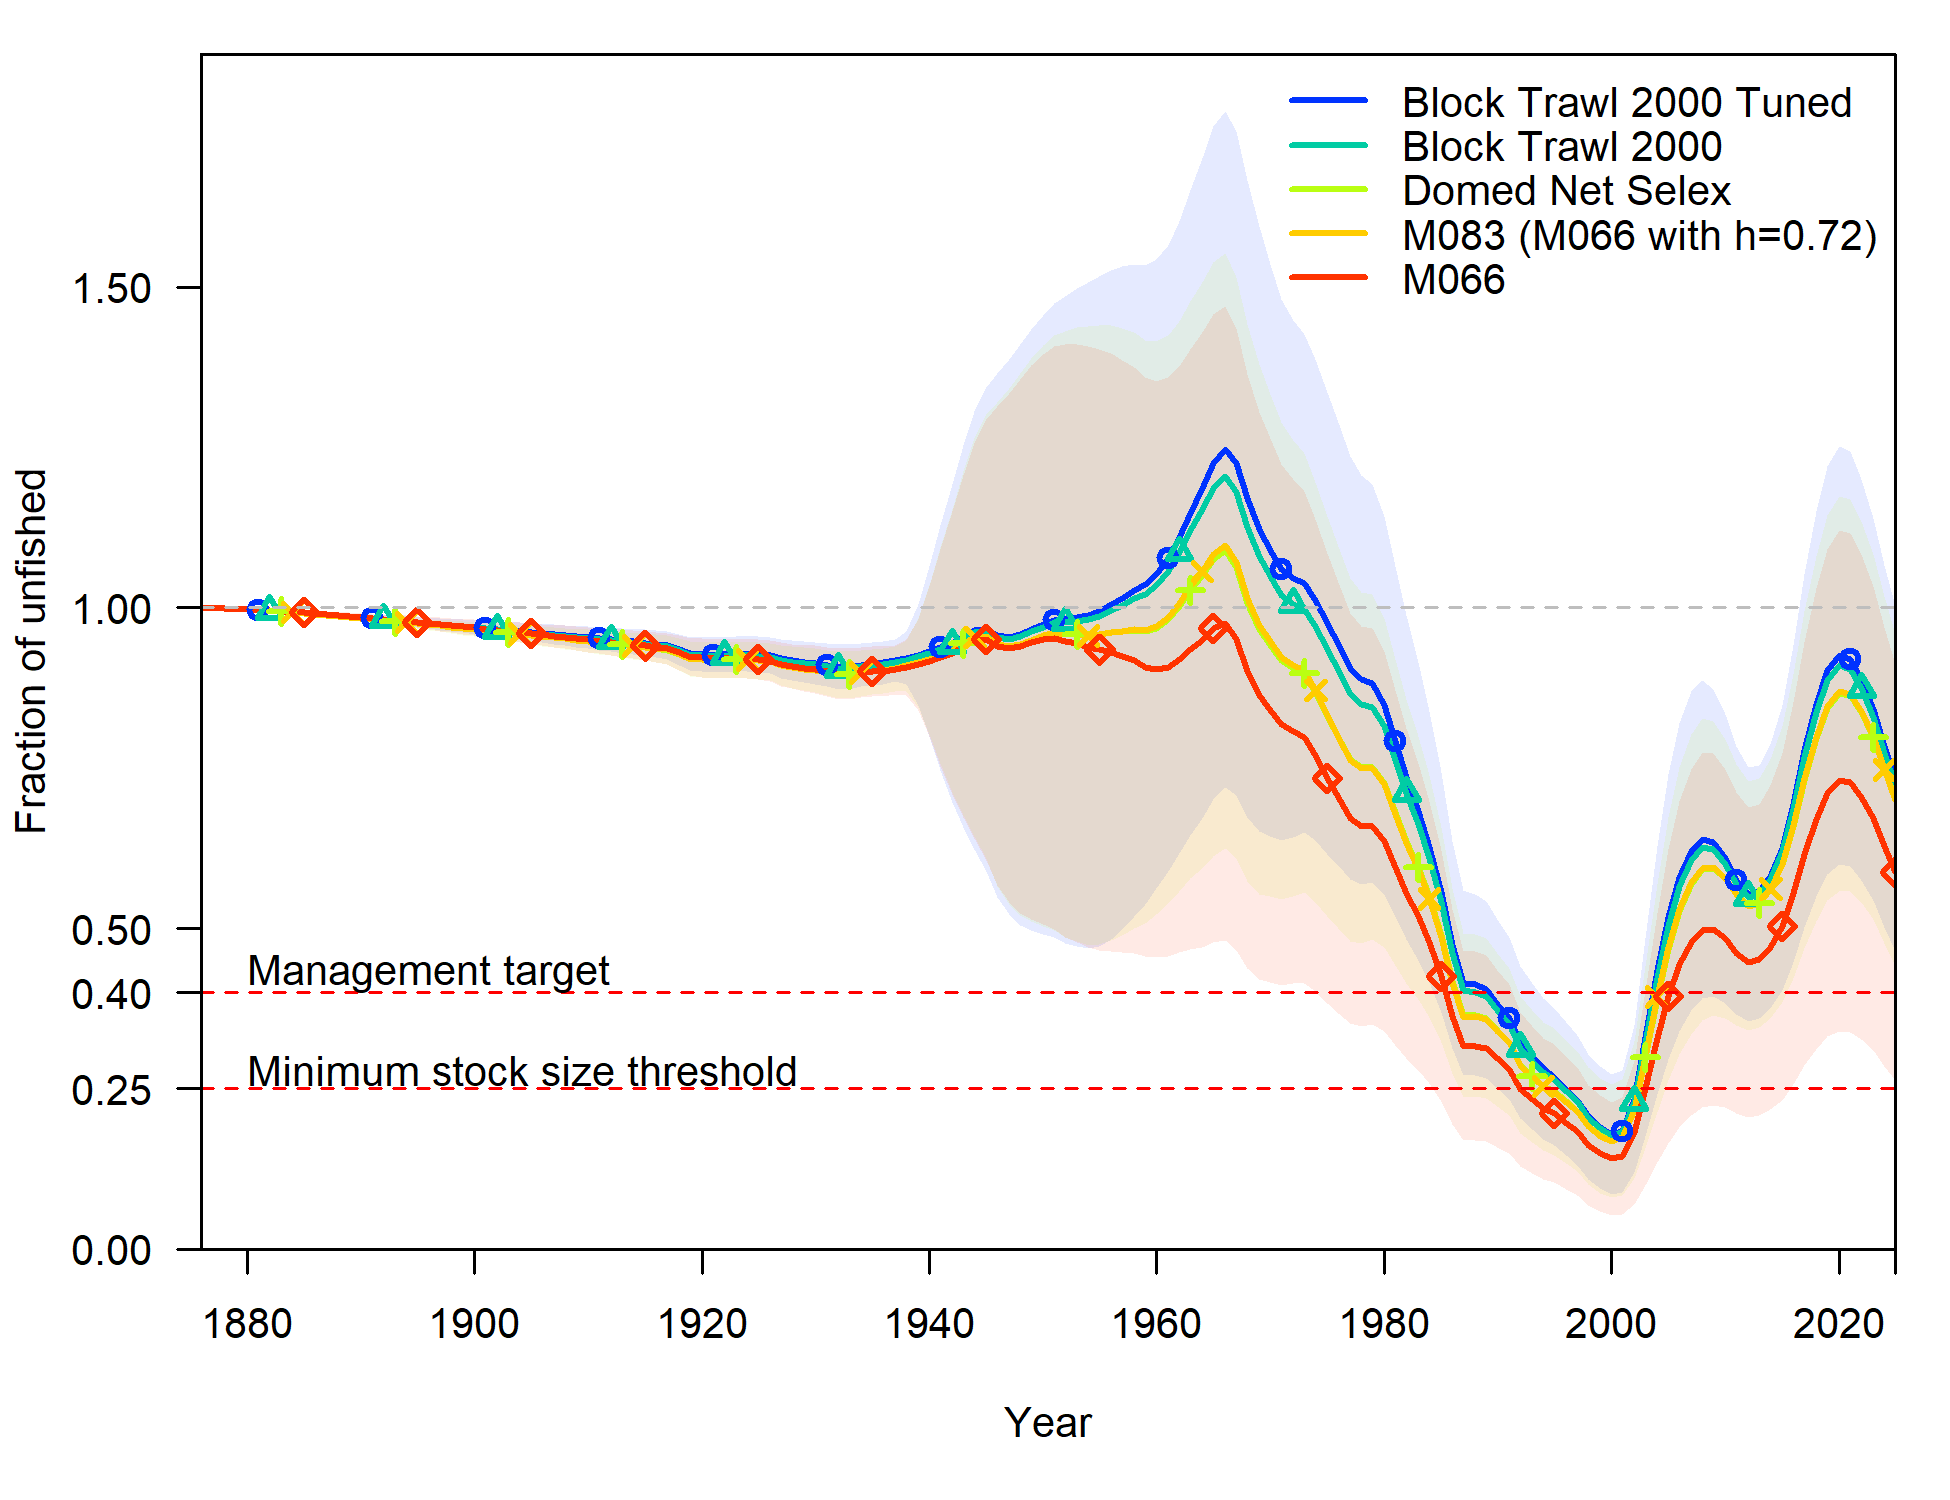 Block Trawl 2000 Tuned
Block Trawl 2000
Domed Net Selex
M083 (M066 with h=0.72)
M066
Fraction of unfished
1.50
1.00
0.50
0.40
0.25
0.00
Management target
Minimum stock size threshold
1880 1900 1920 1940 1960 1980 2000 2020
Year